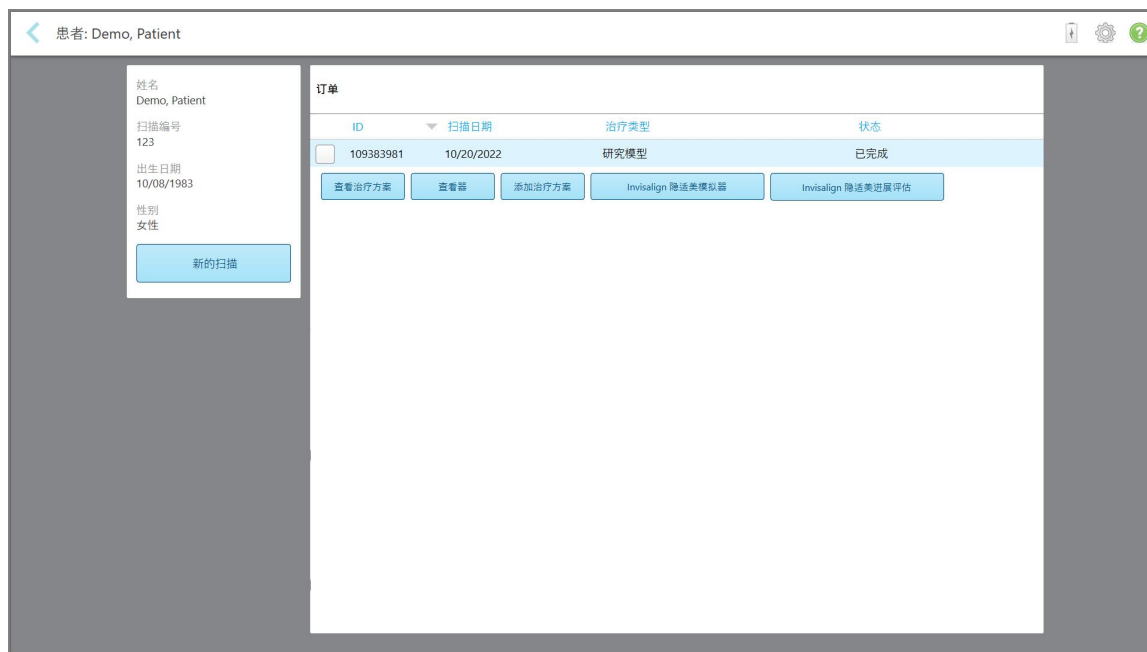 患者: Demo, Patient
?
姓名
Demo, Patient
扫描编号
123
出生日期
10/08/1983
性别
女性
新的扫描
订单
ID 扫描日期 治疗类型 状态
109383981 10/20/2022 研究模型 已完成
查看治疗方案 查看器 添加治疗方案 Invisalign 隐适美模拟器 Invisalign 隐适美进展评估